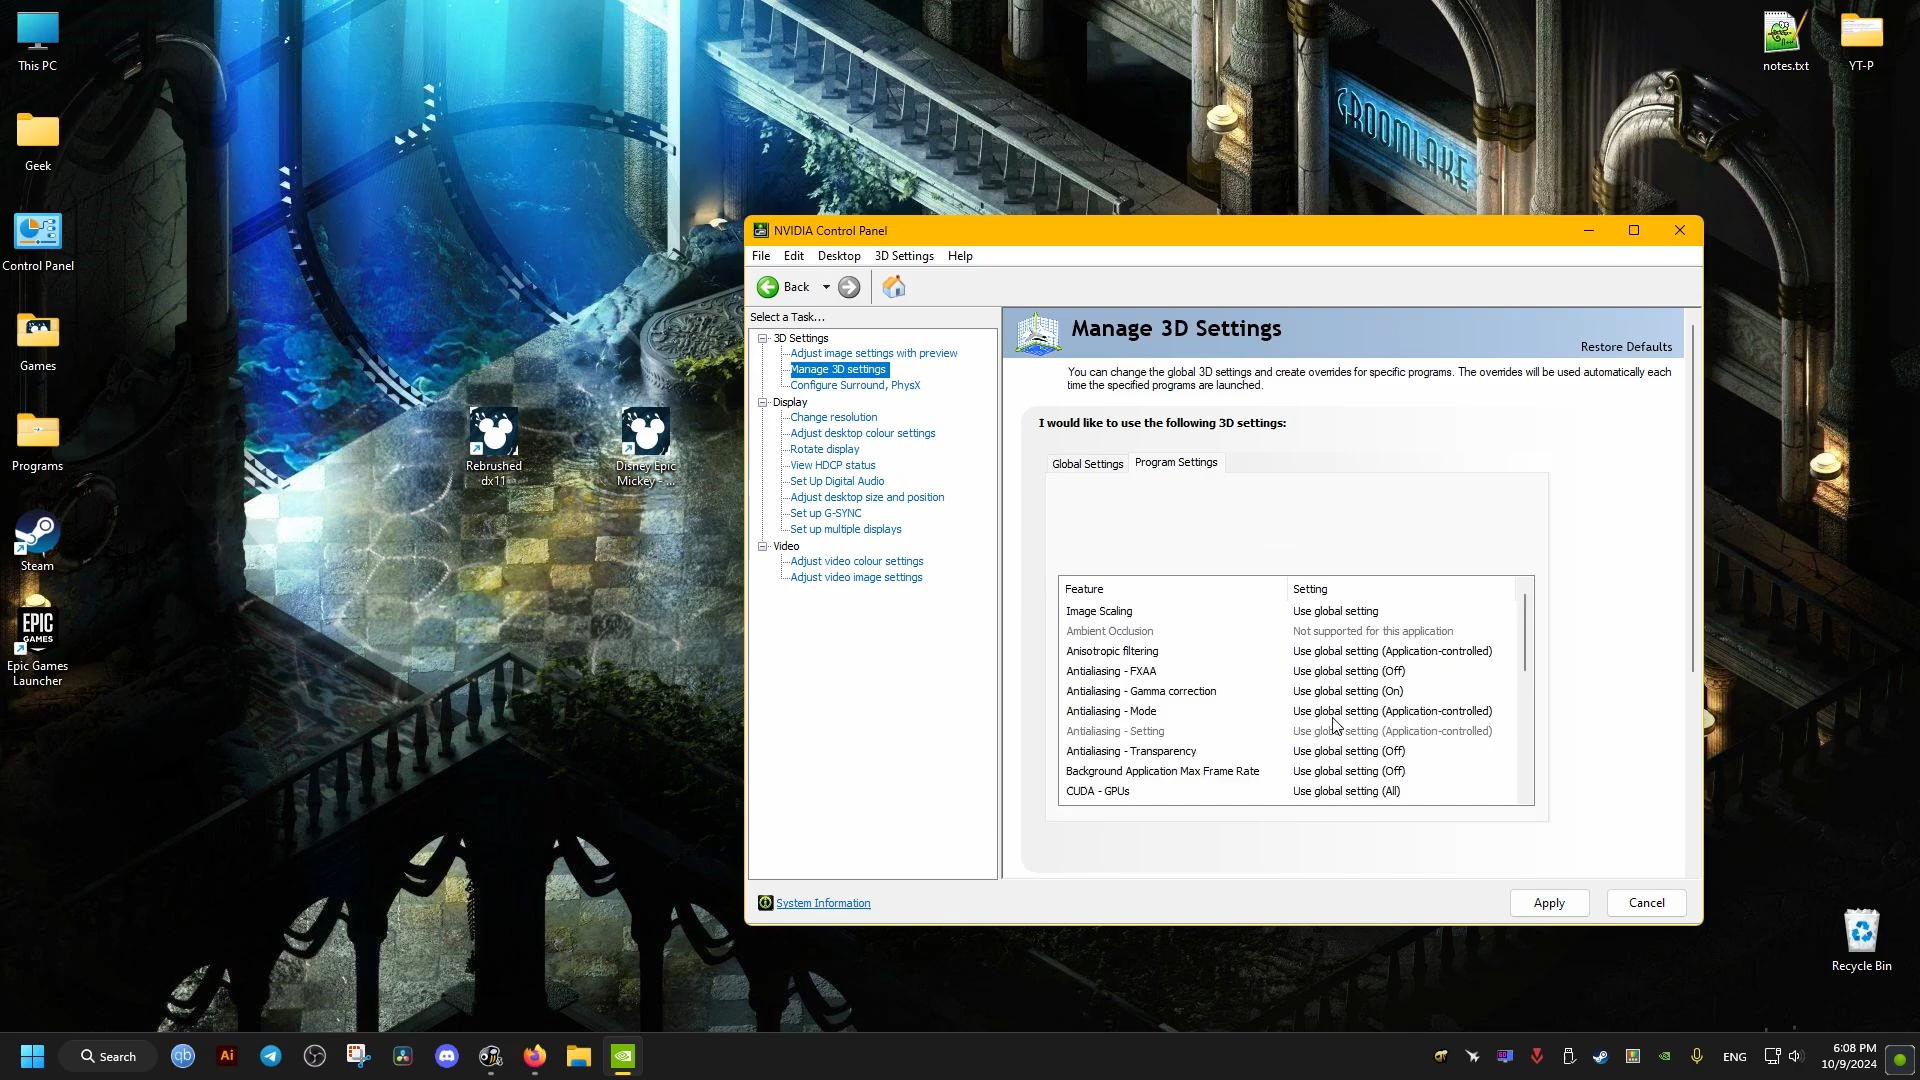 This PC
Geek
Control Panel
Games
Programs
Steam
EPIC
GAMES
Epic Games
Launcher
Rebrushed
dx11
Disney Epic
Mickey - ...
GROOMLAKE
notes.txt
YT-P
Recycle Bin
NVIDIA Control Panel
File Edit Desktop 3D Settings Help
Back
Select a Task...
3D Settings
Adjust image settings with preview
Manage 3D settings
Configure Surround, PhysX
Display
Change resolution
Adjust desktop colour settings
Rotate display
View HDCP status
Set Up Digital Audio
Adjust desktop size and position
Set up G-SYNC
Set up multiple displays
Video
Adjust video colour settings
Adjust video image settings
Manage 3D Settings
Restore Defaults
You can change the global 3D settings and create overrides for specific programs. The overrides will be used automatically each
time the specified programs are launched.
I would like to use the following 3D settings:
Global Settings Program Settings
Feature Setting
Image Scaling Use global setting
Ambient Occlusion Not supported for this application
Anisotropic filtering Use global setting (Application-controlled)
Antialiasing - FXAA Use global setting (Off)
Antialiasing - Gamma correction Use global setting (On)
Antialiasing - Mode Use global setting (Application-controlled)
Antialiasing - Setting Use global setting (Application-controlled)
Antialiasing - Transparency Use global setting (Off)
Background Application Max Frame Rate Use global setting (Off)
CUDA - GPUs Use global setting (All)
System Information
Apply Cancel
Search
qb
Ai
60
ENG
6:08 PM
10/9/2024